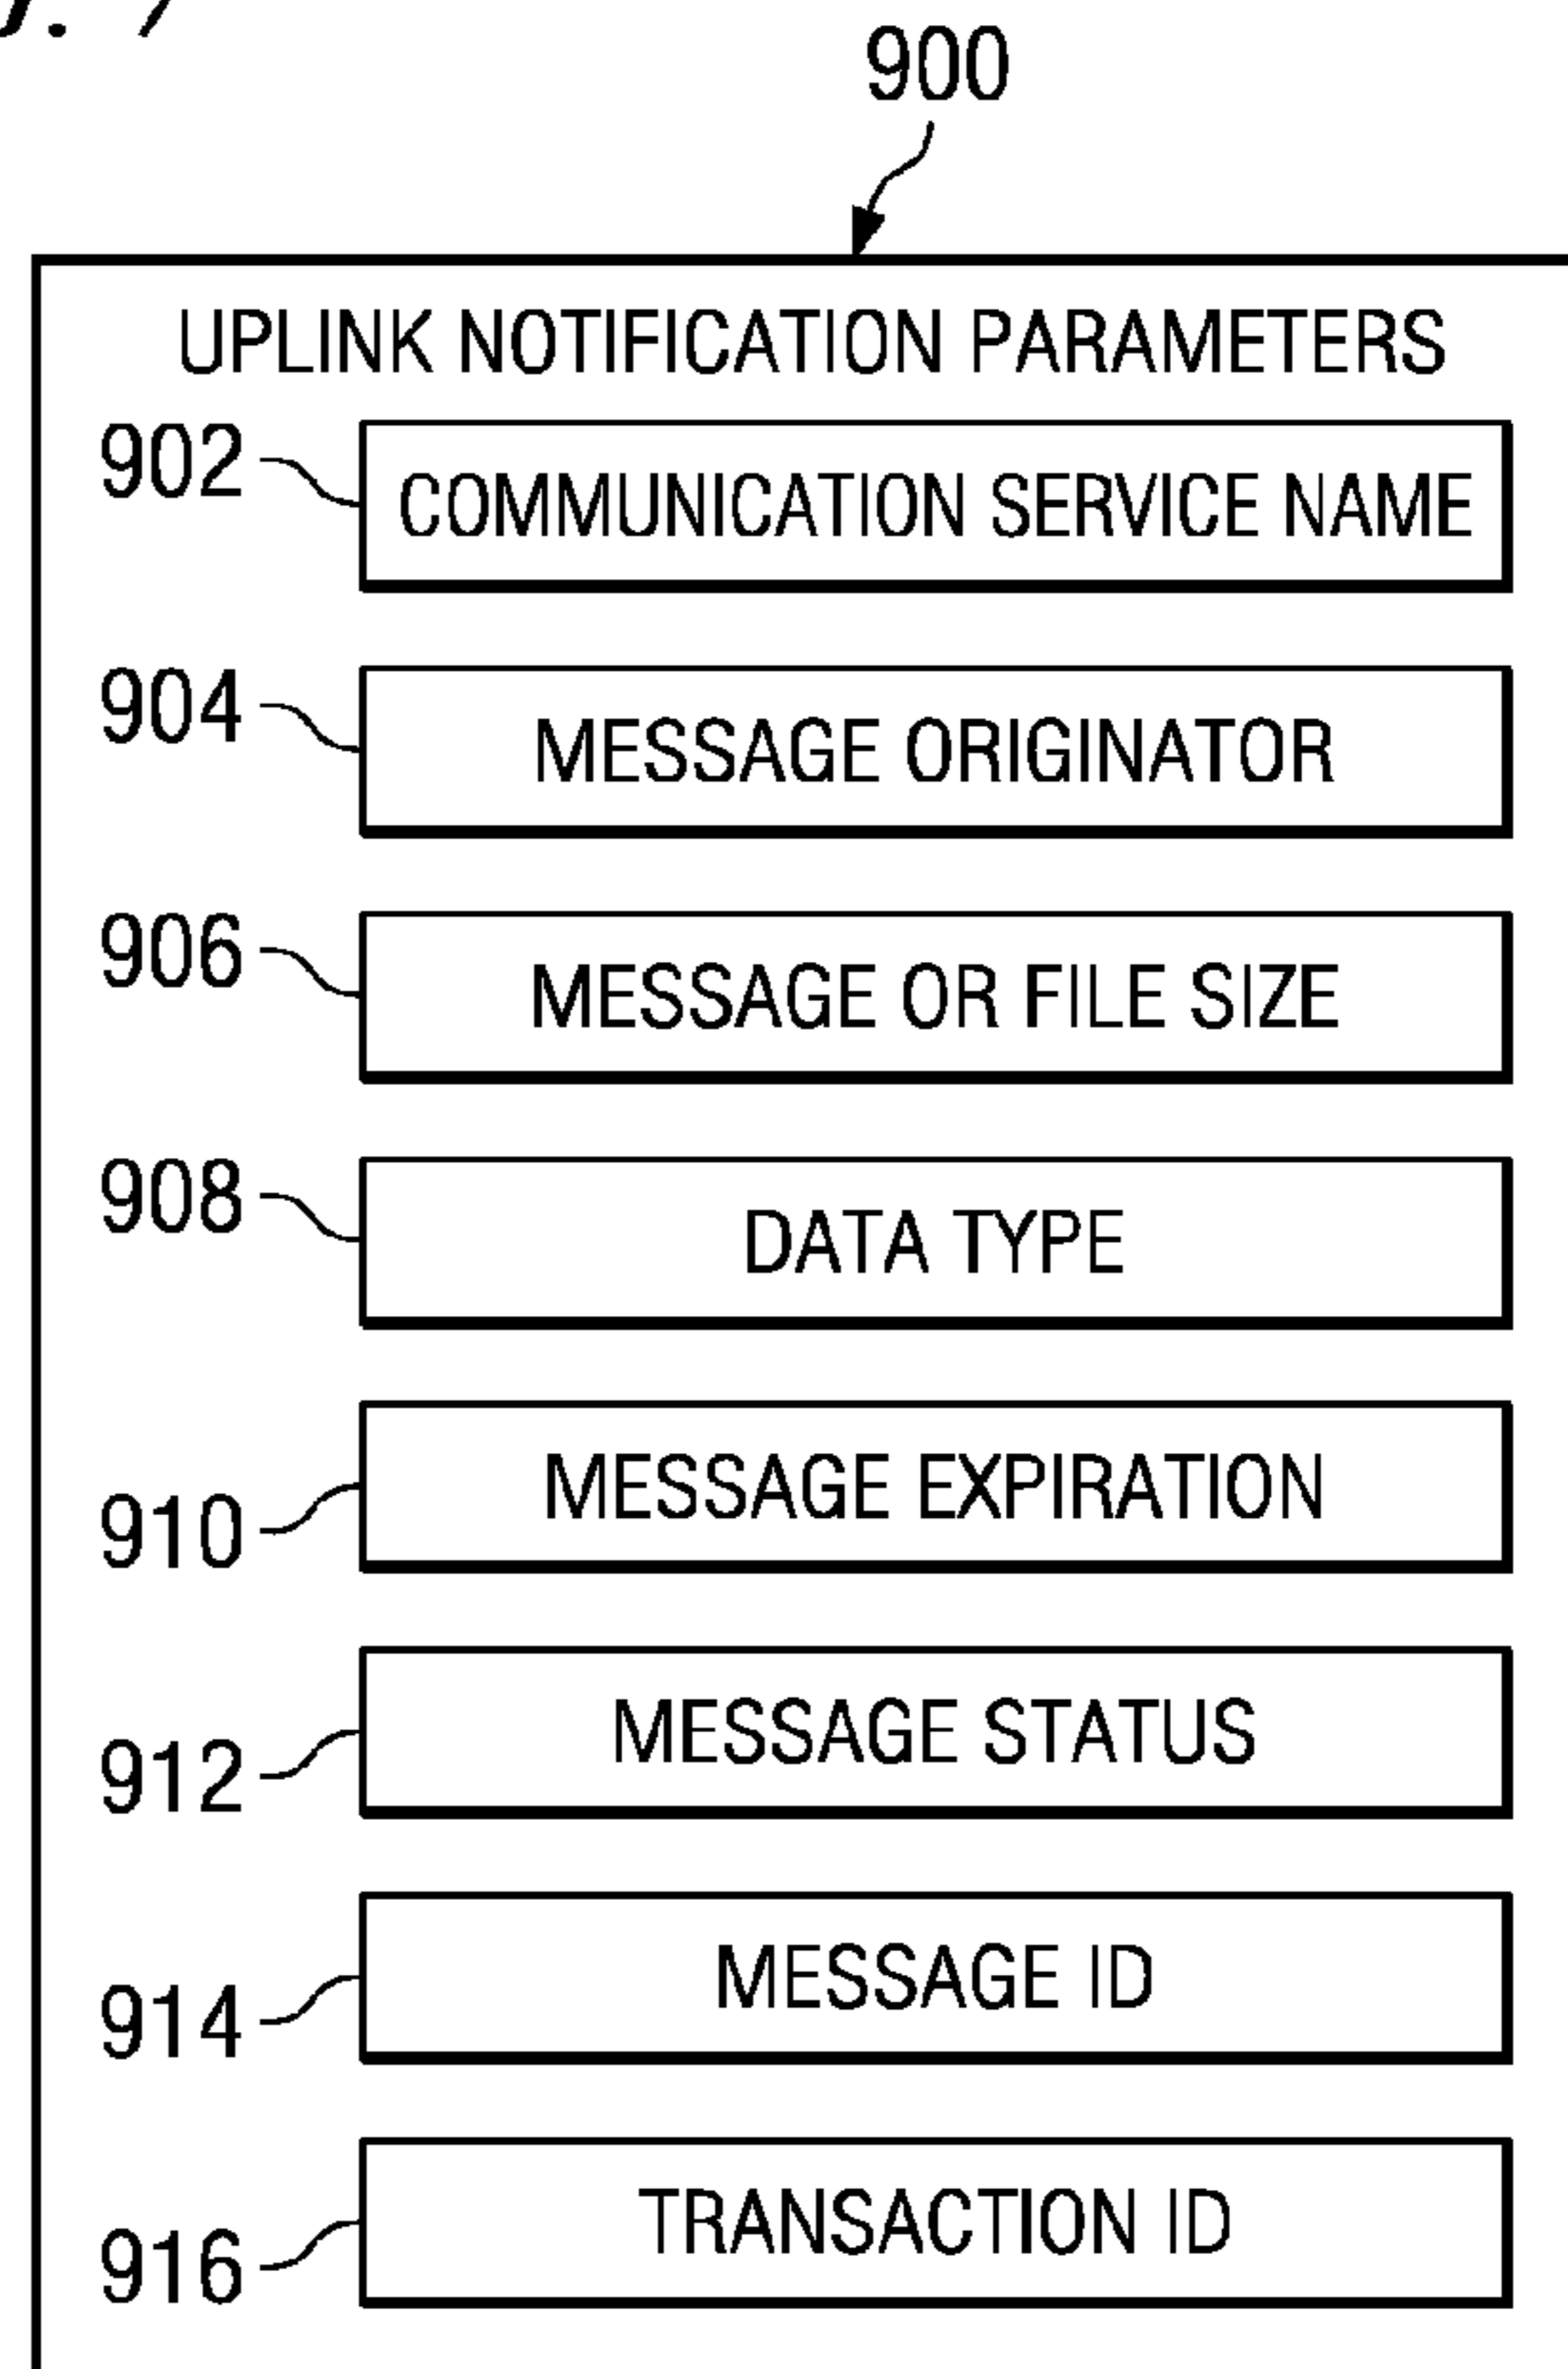 900
UPLINK NOTIFICATION PARAMETERS
902 COMMUNICATION SERVICE NAME
904 MESSAGE ORIGINATOR
906 MESSAGE OR FILE SIZE
908 DATA TYPE
910 MESSAGE EXPIRATION
912 MESSAGE STATUS
914 MESSAGE ID
916 TRANSACTION ID